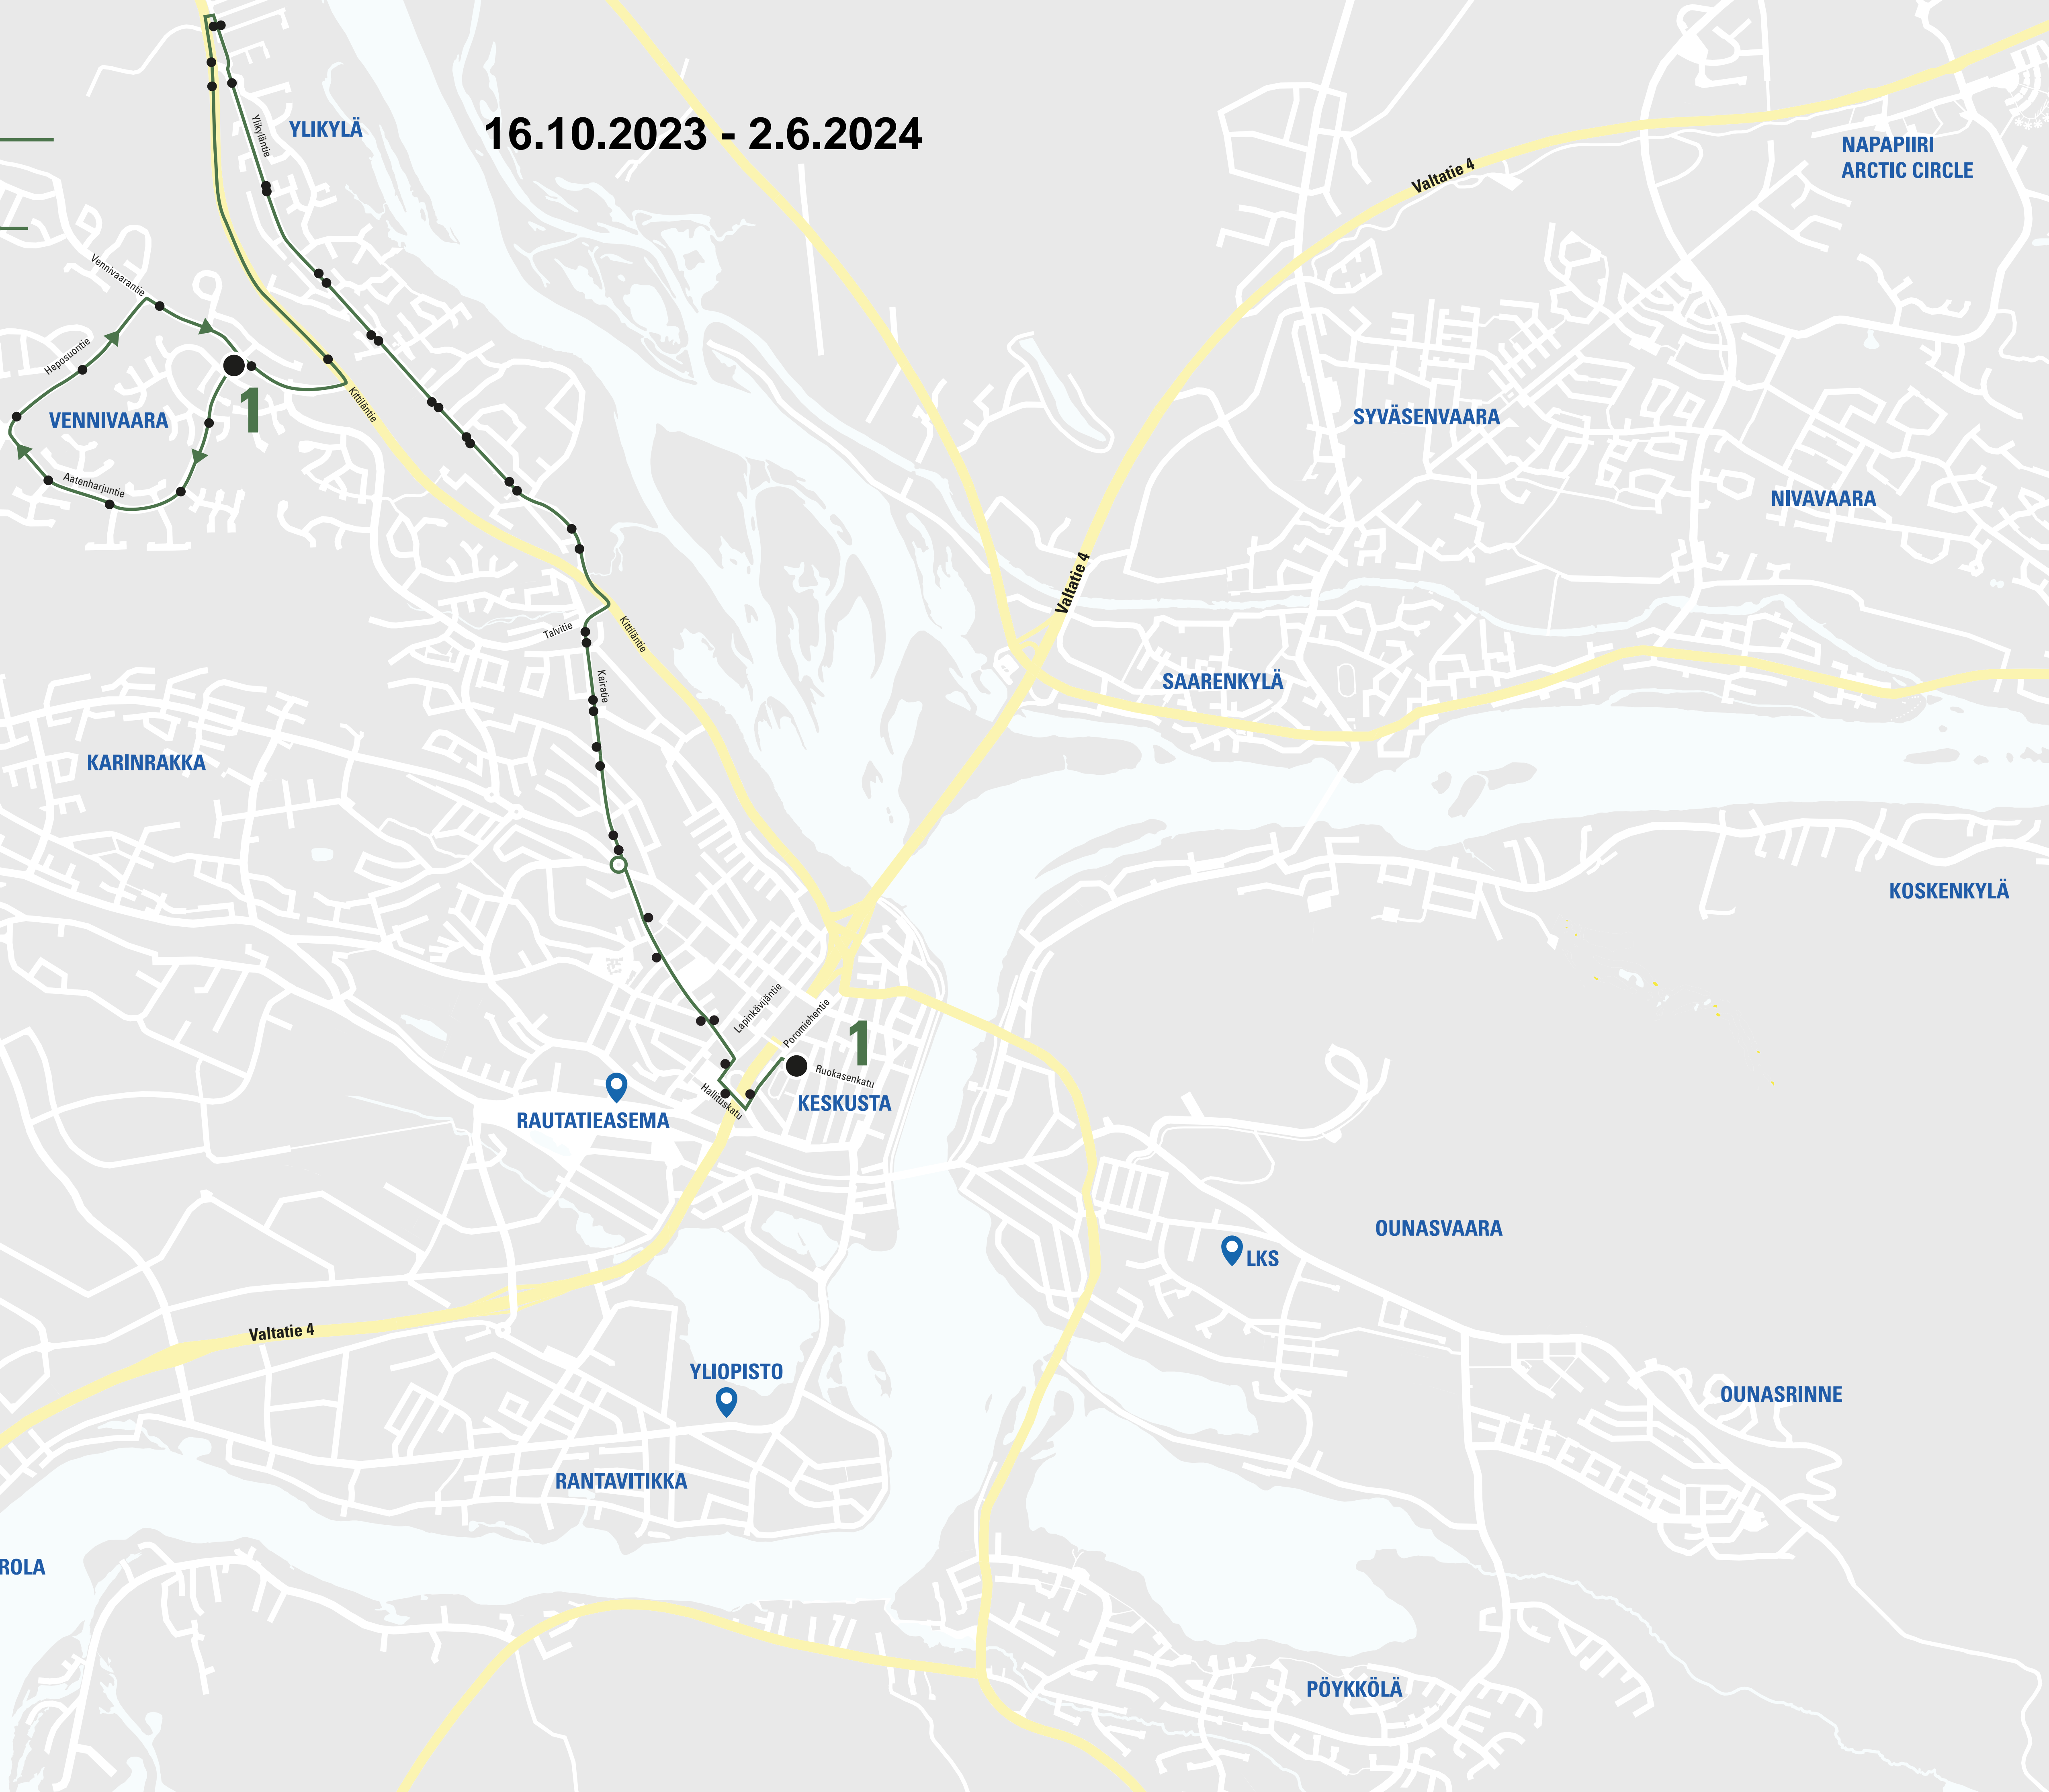 16.10.2023 - 2.6.2024
YLIKYLÄ
Ylikyläntie
Valtatie 4
NAPAPIIRI
ARCTIC CIRCLE
Vennivaarantie
Heposuontie
VENNIVAARA
1
Kittiläntie
Aatenharjuntie
SYVÄSENVAARA
NIVAVAARA
Valtatie 4
Talvitie
Kittiläntie
Kairatie
SAARENKYLÄ
KARINRAKKA
KOSKENKYLÄ
Lapinkävijäntie
Poromiehentie
1
Ruokasenkatu
Hallituskatu
KESKUSTA
RAUTATIEASEMA
OUNASVAARA
LKS
Valtatie 4
YLIOPISTO
OUNASRINNE
RANTAVITIKKA
ROLA
PÖYKKÖLÄ